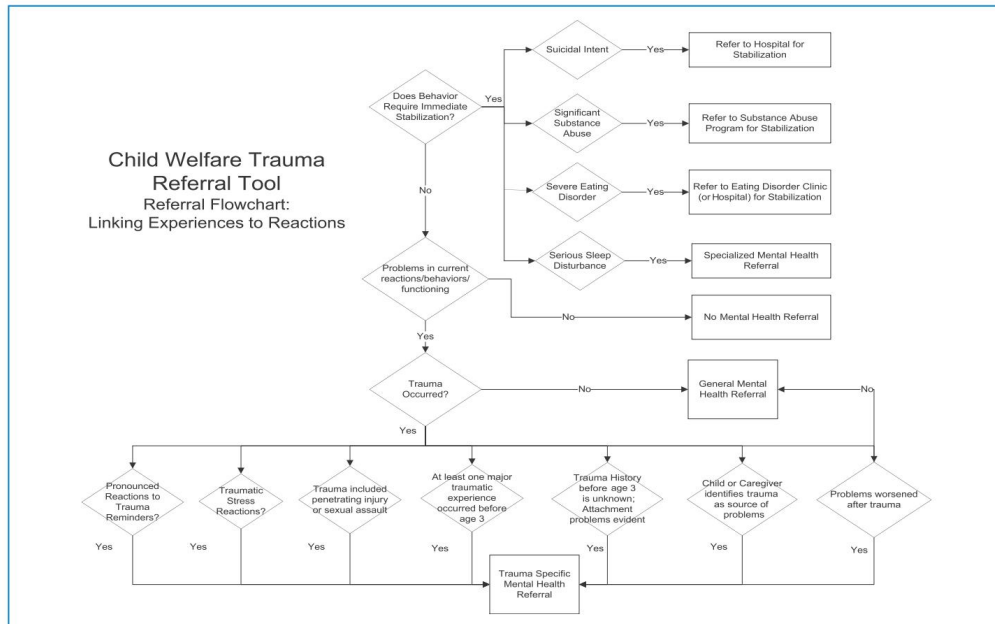 Child Welfare Trauma
Referral Tool
Referral Flowchart:
Linking Experiences to Reactions
Does Behavior
Require Immediate
Stabilization?
Yes
Suicidal Intent
Yes
Refer to Hospital for
Stabilization
Significant
Substance
Abuse
Yes
Refer to Substance Abuse
Program for Stabilization
Severe Eating
Disorder
Yes
Refer to Eating Disorder Clinic
(or Hospital) for Stabilization
Serious Sleep
Disturbance
Yes
Specialized Mental Health
Referral
No
Problems in current
reactions/behaviors/
functioning
No
No Mental Health Referral
Yes
Trauma
Occurred?
No
General Mental
Health Referral
No
Yes
Pronounced
Reactions to
Trauma
Reminders?
Traumatic
Stress
Reactions?
Trauma included
penetrating injury
or sexual assault
At least one major
traumatic
experience
occurred before
age 3
Trauma History
before age 3
is unknown;
Attachment
problems evident
Child or Caregiver
identifies trauma
as source of
problems
Problems worsened
after trauma
Yes
Yes
Yes
Yes
Yes
Yes
Yes
Trauma Specific
Mental Health
Referral